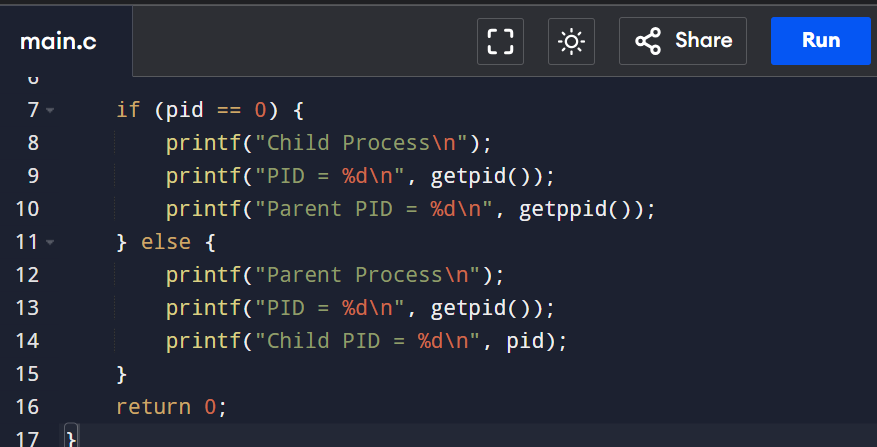 main.c
Share
Run
6
7 if (pid == 0) {
8 printf("Child Process\n");
9 printf("PID = %d\n", getpid());
10 printf("Parent PID = %d\n", getppid());
11 } else {
12 printf("Parent Process\n");
13 printf("PID = %d\n", getpid());
14 printf("Child PID = %d\n", pid);
15 }
16 return 0;
17 }